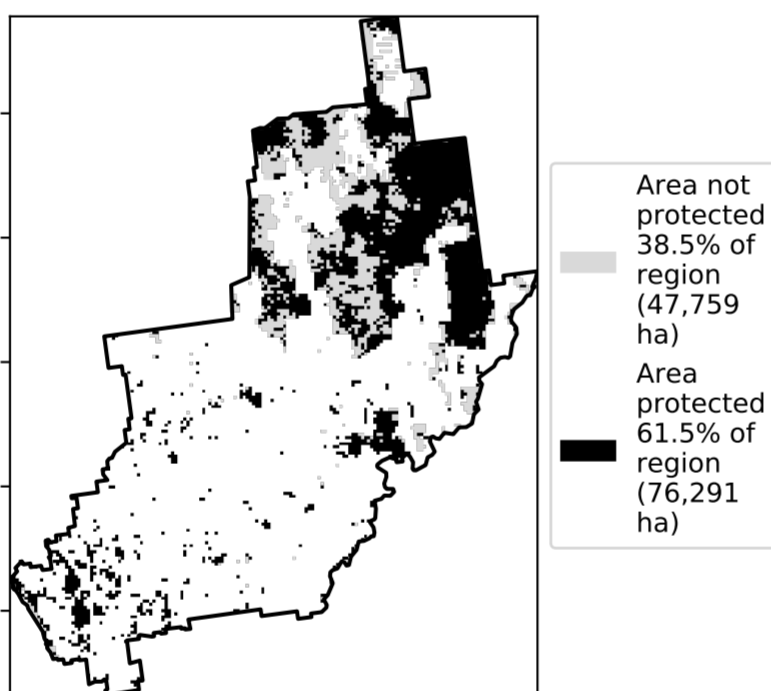 Area not
protected
38.5% of
region
(47,759
ha)
Area
protected
61.5% of
region
(76,291
ha)